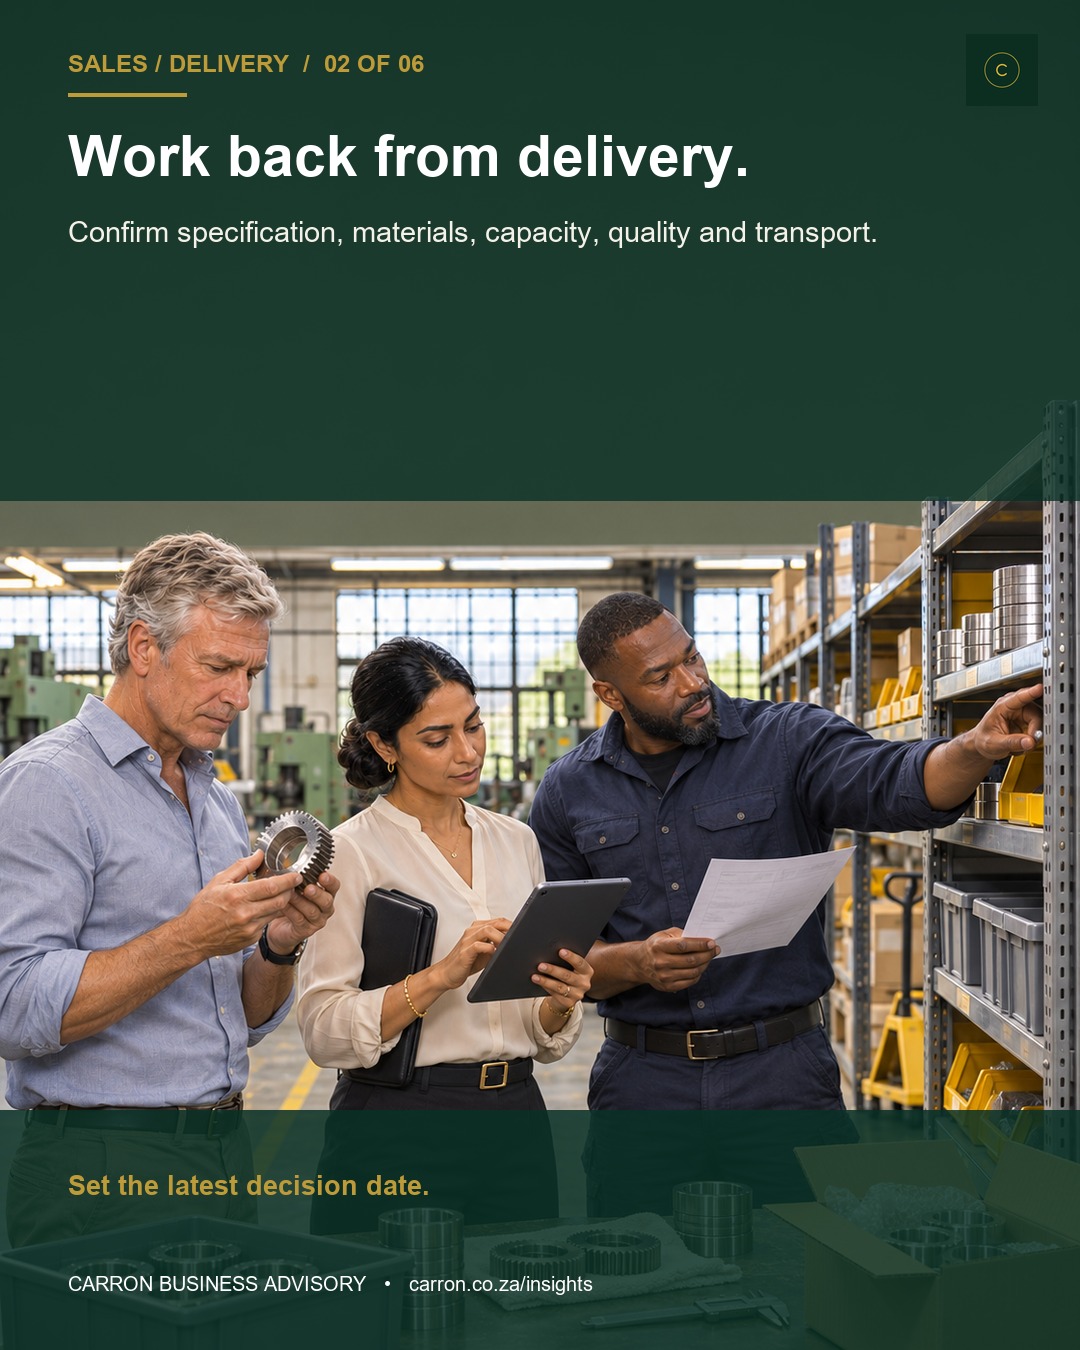 SALES / DELIVERY / 02 OF 06
C
Work back from delivery.
Confirm specification, materials, capacity, quality and transport.
Set the latest decision date.
CARRON BUSINESS ADVISORY • carron.co.za/insights